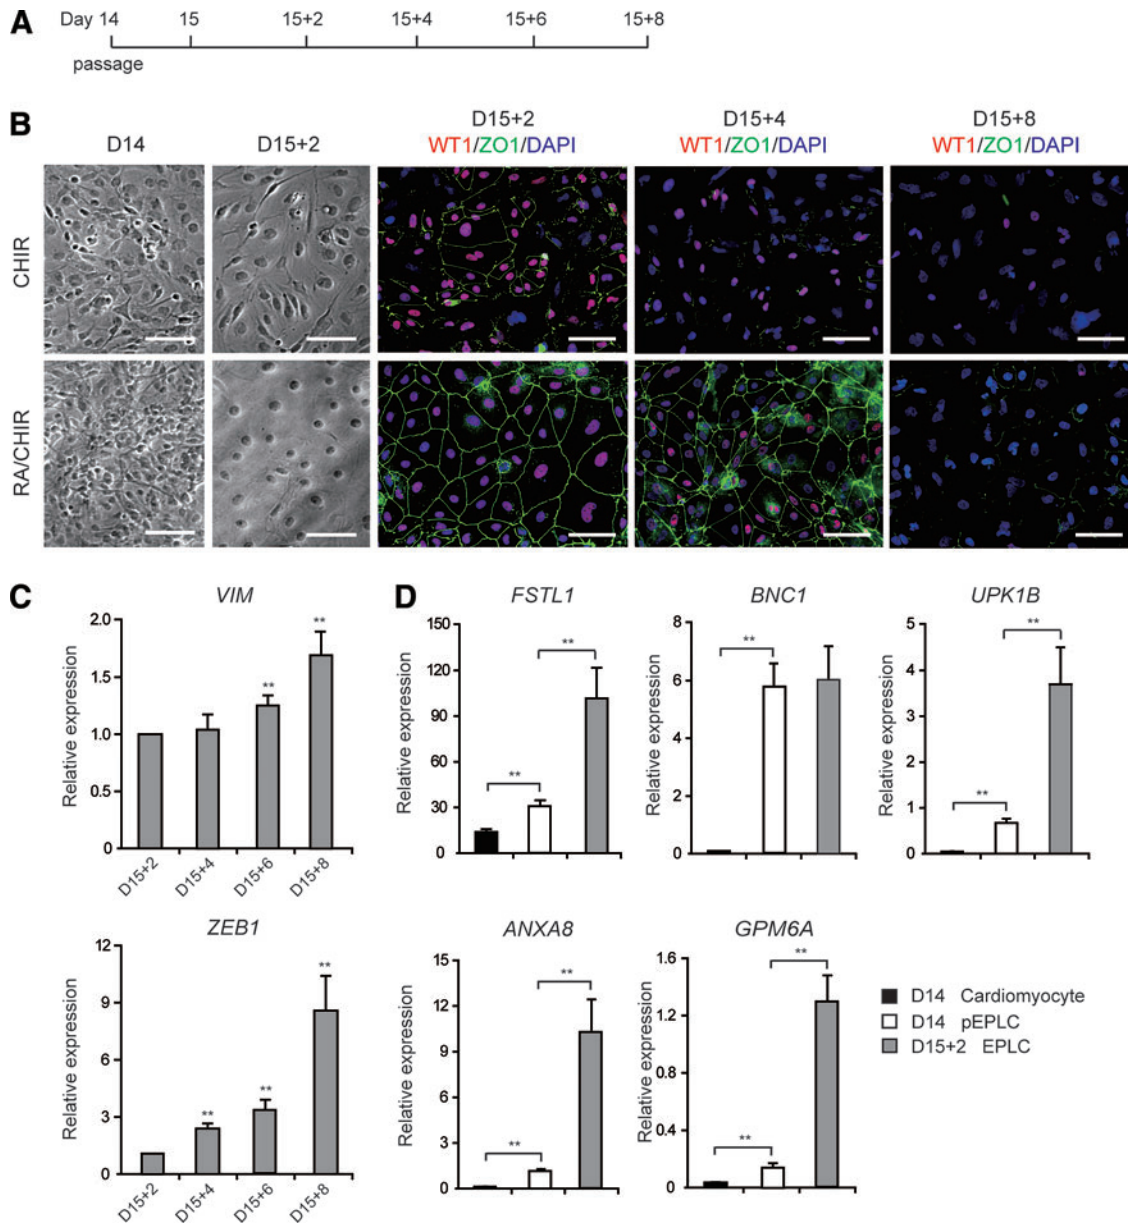 A
Day 14 15 15+2 15+4 15+6 15+8
passage
B
D14 D15+2 D15+2 D15+4 D15+8
WT1/ZO1/DAPI WT1/ZO1/DAPI WT1/ZO1/DAPI
CHIR
RA/CHIR
C
VIM
Relative expression
2.0
1.5
1.0
0.5
0.0
** **
D15+2 D15+4 D15+6 D15+8
ZEB1
Relative expression
12
9
6
3
0
** ** **
D15+2 D15+4 D15+6 D15+8
D
FSTL1
Relative expression
150
120
90
60
30
0
** **
BNC1
Relative expression
8
6
4
2
0
**
UPK1B
Relative expression
5
4
3
2
1
0
** **
ANXA8
Relative expression
15
12
9
6
3
0
** **
GPM6A
Relative expression
1.6
1.2
0.8
0.4
0
** **
D14 Cardiomyocyte
D14 pEPLC
D15+2 EPLC